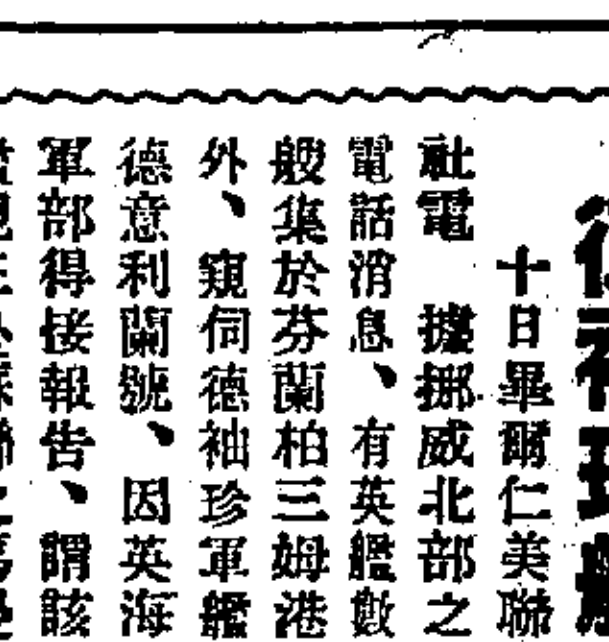 十日畢爾仁美聯
社電　據挪威北部之
電話消息、有英艦數
般集於芬蘭柏三姆港
外、窺伺德袖珍軍艦
德意利蘭號、因英海
軍部得接報告、謂該